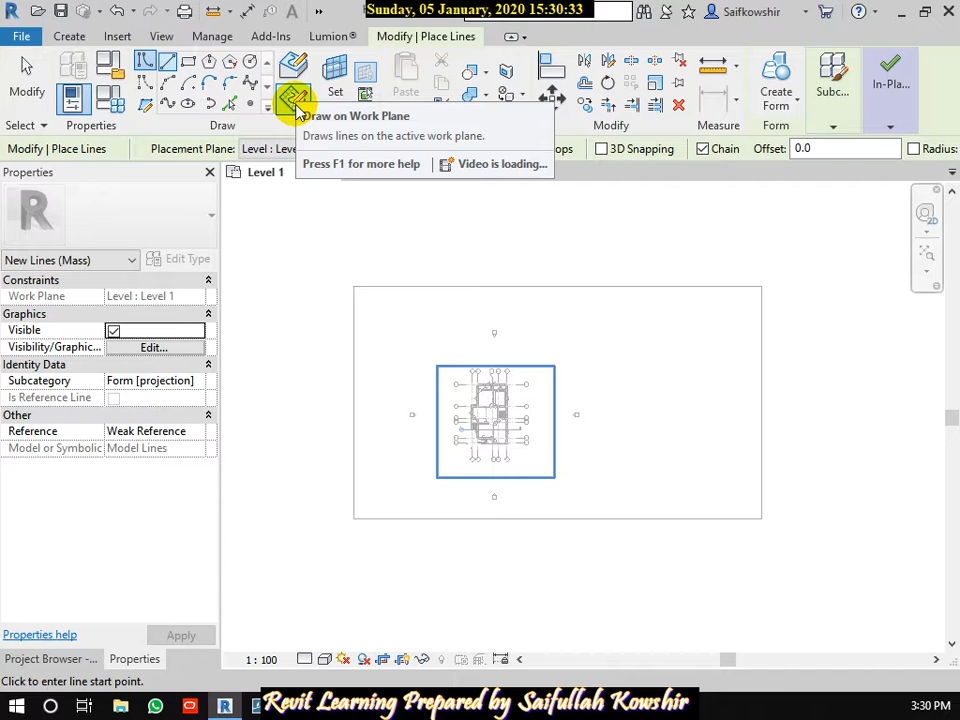 Sunday, 05 January, 2020 15:30:33
Saifkowshir
File
Create
Insert
View
Manage
Add-Ins
Lumion®
Modify | Place Lines
Modify
Set
Paste
Create
Form
Subc...
In-Pla...
Select
Properties
Draw
Modify
Measure
Draw on Work Plane
Draws lines on the active work plane.
Press F1 for more help
Video is loading...
Modify | Place Lines
Placement Plane:
Level : Leve
3D Snapping
Chain
Offset:
0.0
Radius:
Properties
Level 1
New Lines (Mass)
Edit Type
Constraints
Work Plane
Level : Level 1
Graphics
Visible
Visibility/Graphic...
Edit...
Identity Data
Subcategory
Form [projection]
Is Reference Line
Other
Reference
Weak Reference
Model or Symbolic
Model Lines
2D
Properties help
Apply
Project Browser -...
Properties
1 : 100
Click to enter line start point.
Revit Learning Prepared by Saifullah Kowshir
3:30 PM